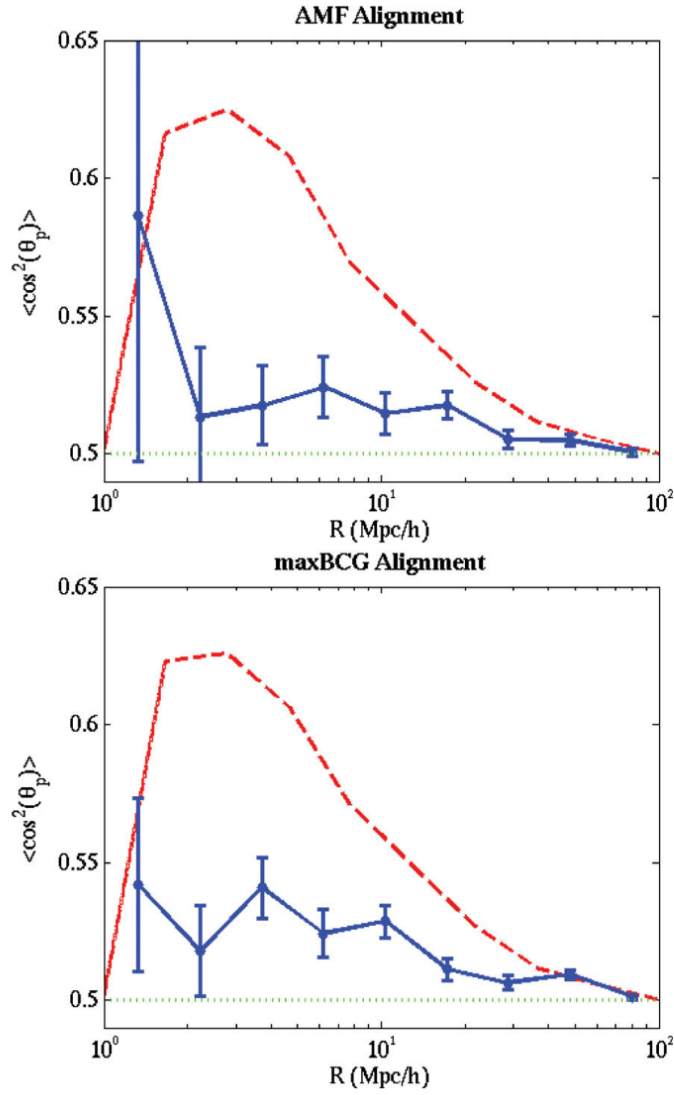 AMF Alignment
0.65
0.6
0.55
0.5
<cos²(θₚ)>
10⁰ 10¹ 10²
R (Mpc/h)
maxBCG Alignment
0.65
0.6
0.55
0.5
<cos²(θₚ)>
10⁰ 10¹ 10²
R (Mpc/h)